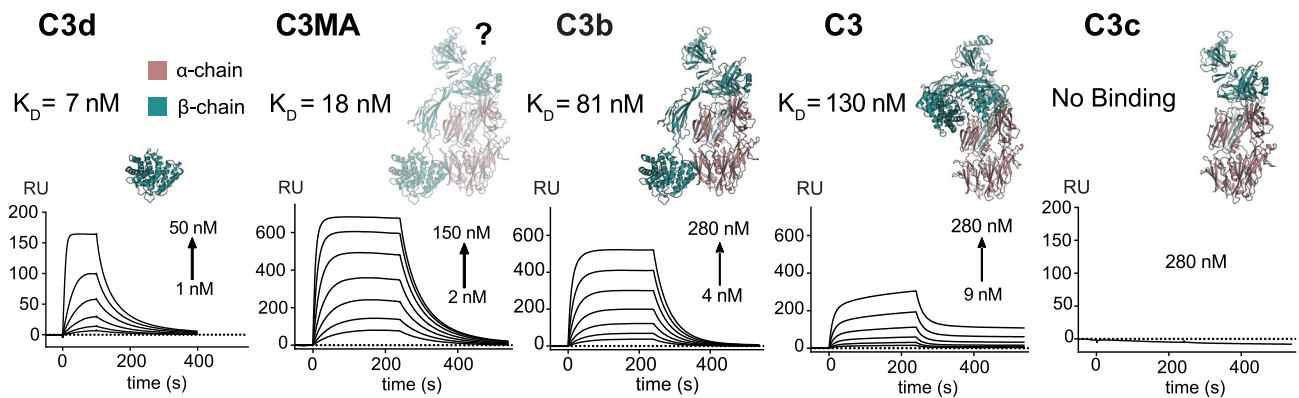 C3d
α-chain
β-chain
K_D = 7 nM
RU
200
150
100
50
0
50 nM
1 nM
0
200
400
time (s)
C3MA
?
K_D = 18 nM
RU
600
400
200
0
150 nM
2 nM
0
200
400
time (s)
C3b
K_D = 81 nM
RU
600
400
200
0
280 nM
4 nM
0
200
400
time (s)
C3
K_D = 130 nM
RU
600
400
200
0
280 nM
9 nM
0
200
400
time (s)
C3c
No Binding
RU
200
150
100
50
0
280 nM
0
200
400
time (s)